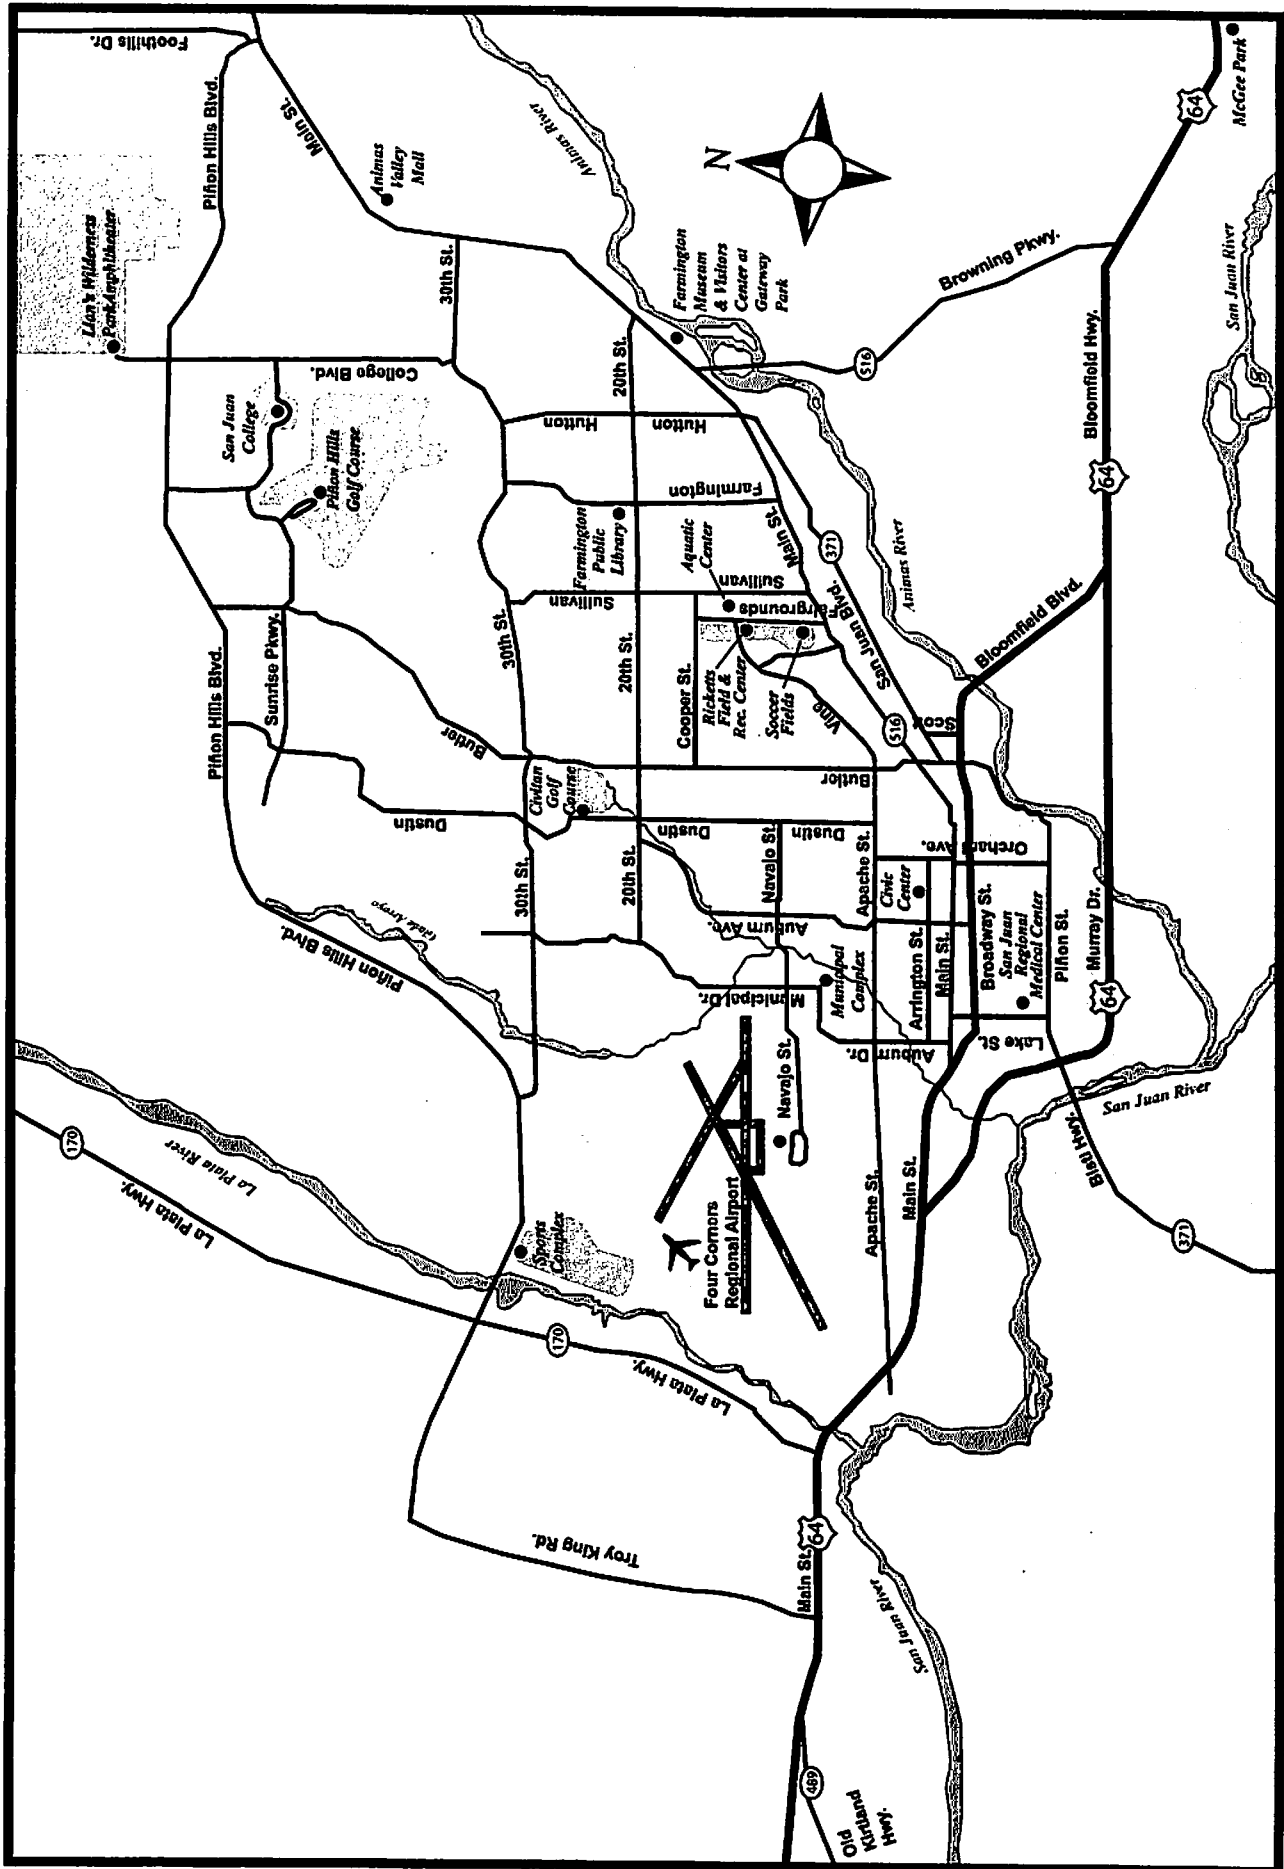 Foothills Dr.
Piñon Hills Blvd.
Main St.
Animas
Valley
Mall
Animas River
N
64
McGee Park
Lion's Wilderness
Park Amphitheater
30th St.
College Blvd.
San Juan
College
Piñon Hills
Golf Course
20th St.
Farmington
Museum
& Visitors
Center at
Gateway
Park
Browning Pkwy.
516
San Juan River
Bloomfield Hwy.
64
Hutton
Hutton
Farmington
Farmington
Public
Library
Aquatic
Center
Main St.
371
San Juan Blvd.
Animas River
Sullivan
Sullivan
Fairgrounds
30th St.
20th St.
Cooper St.
Ricketts
Field &
Rec. Center
Soccer
Fields
Vine
516
Scott
Bloomfield Blvd.
Piñon Hills Blvd.
Sunrise Pkwy.
Butler
Butler
Civitan
Golf
Course
Dustin
Dustin
Dustin
Navajo St.
Apache St.
Civic
Center
Orchard Ave.
30th St.
20th St.
Auburn Ave.
Glade Arroyo
Piñon Hills Blvd.
Municipal Dr.
Municipal
Complex
Arrington St.
Main St.
Broadway St.
San Juan
Regional
Medical Center
Piñon St.
Murray Dr.
64
Auburn Dr.
Lake St.
Navajo St.
San Juan River
Bisti Hwy.
371
170
La Plata River
La Plata Hwy.
Sports
Complex
Four Corners
Regional Airport
Apache St.
Main St.
170
La Plata Hwy.
Troy King Rd.
Main St.
64
San Juan River
489
Old
Kirtland
Hwy.